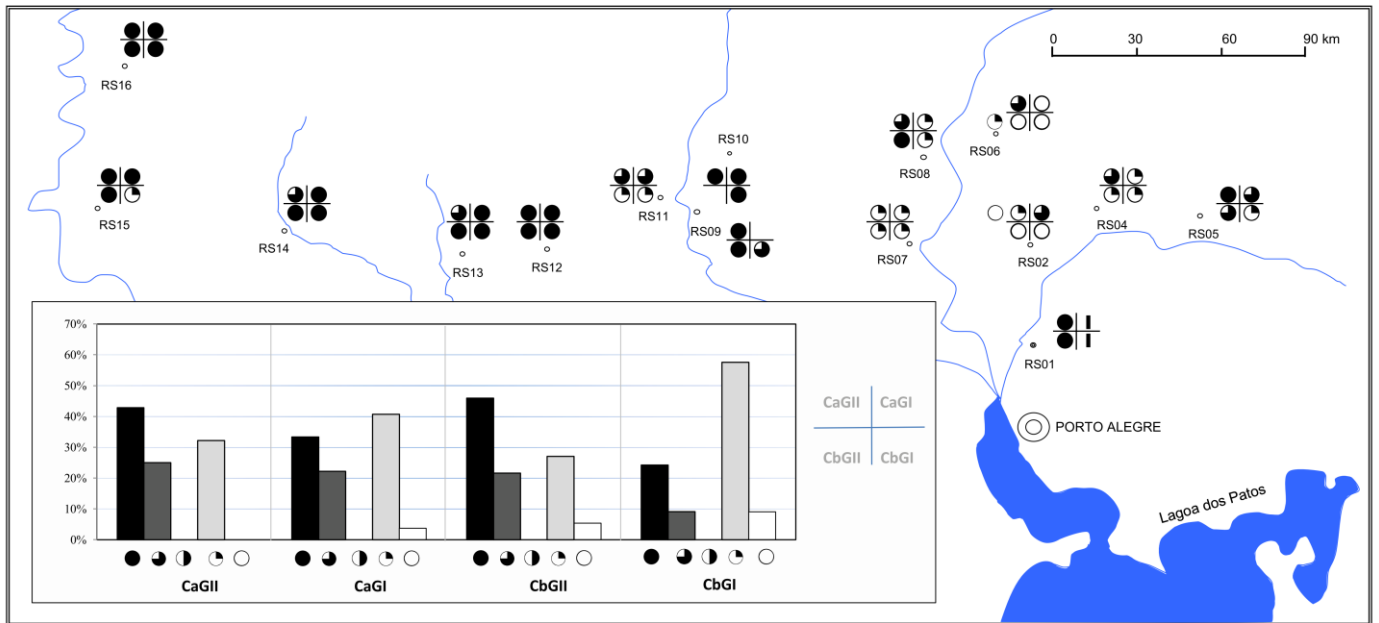 0 30 60 90 km
RS16
RS10
RS06
RS08
RS15
RS14
RS13
RS12
RS11
RS09
RS07
RS02
RS04
RS05
RS01
70%
60%
50%
40%
30%
20%
10%
0%
CaGII CaGI CbGII CbGI
CaGII CaGI
CbGII CbGI
PORTO ALEGRE
Lagoa dos Patos